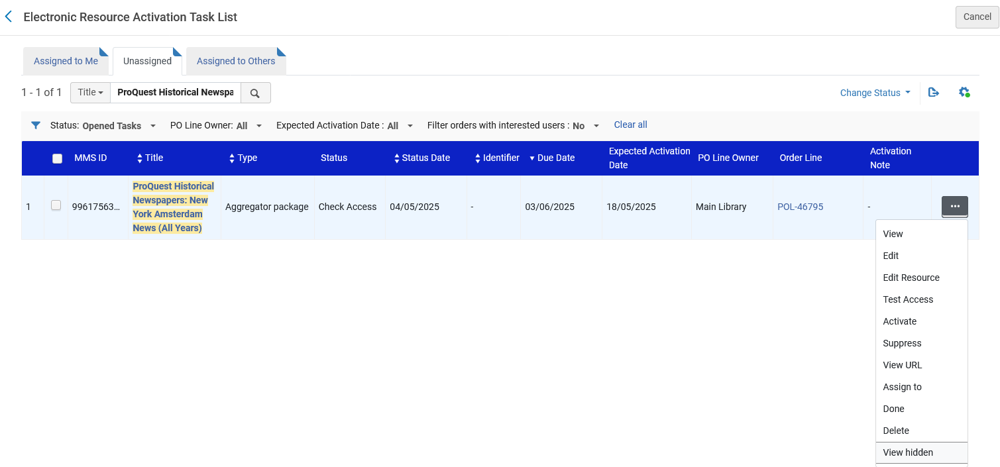 Electronic Resource Activation Task List
Cancel
Assigned to Me
Unassigned
Assigned to Others
1 - 1 of 1
Title
ProQuest Historical Newspa
Change Status
Status: Opened Tasks
PO Line Owner: All
Expected Activation Date : All
Filter orders with interested users : No
Clear all
MMS ID
Title
Type
Status
Status Date
Identifier
Due Date
Expected Activation
Date
PO Line Owner
Order Line
Activation
Note
1
99617563...
ProQuest Historical
Newspapers: New
York Amsterdam
News (All Years)
Aggregator package
Check Access
04/05/2025
-
03/06/2025
18/05/2025
Main Library
POL-46795
-
View
Edit
Edit Resource
Test Access
Activate
Suppress
View URL
Assign to
Done
Delete
View hidden